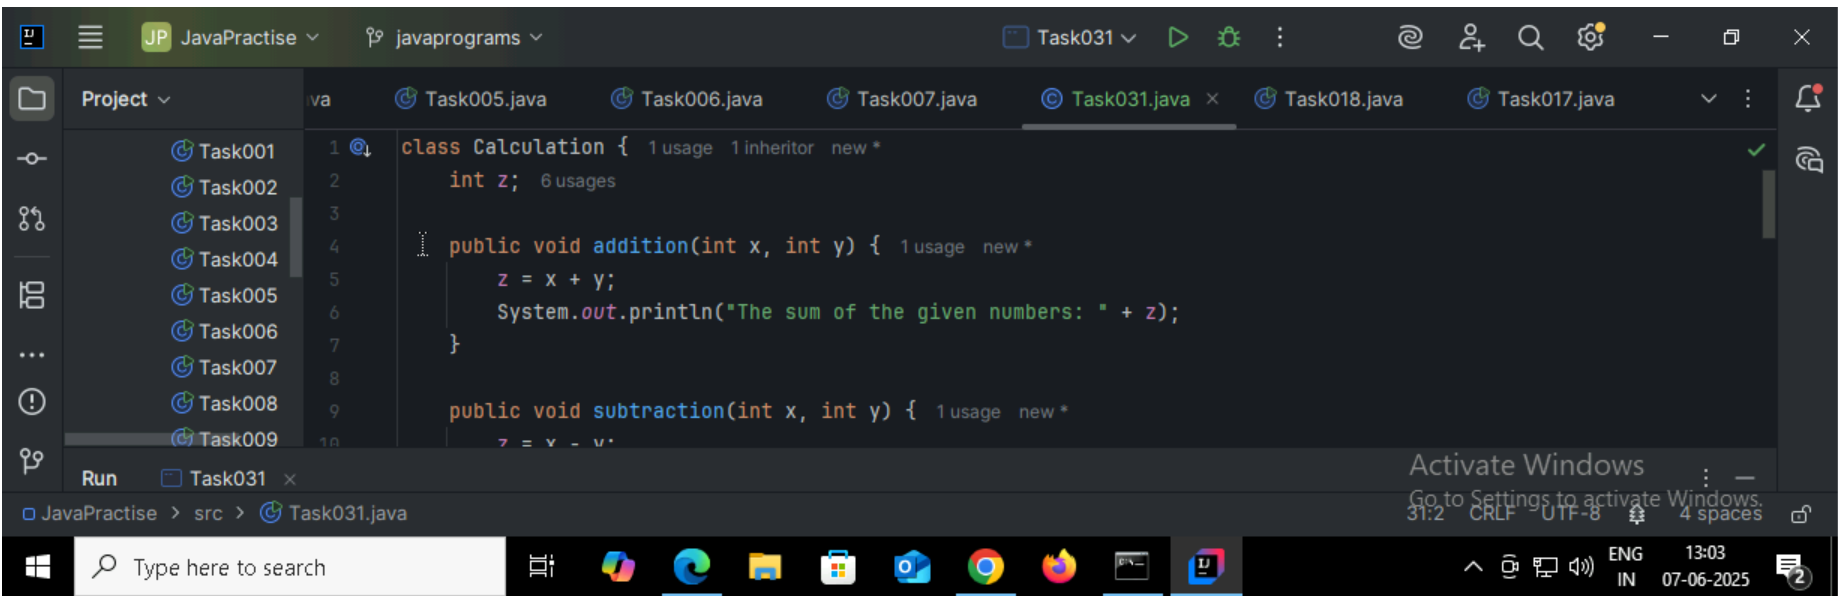 JP JavaPractise javaprograms Task031
Project
va Task005.java Task006.java Task007.java Task031.java Task018.java Task017.java
Task001
Task002
Task003
Task004
Task005
Task006
Task007
Task008
Task009
1 class Calculation { 1 usage 1 inheritor new *
2 int z; 6 usages
3
4 public void addition(int x, int y) { 1 usage new *
5 z = x + y;
6 System.out.println("The sum of the given numbers: " + z);
7 }
8
9 public void subtraction(int x, int y) { 1 usage new *
10 z = x - y;
Run Task031
Activate Windows
Go to Settings to activate Windows.
JavaPractise > src > Task031.java
31:2 CRLF UTF-8 4 spaces
Type here to search
ENG
IN
13:03
07-06-2025
2